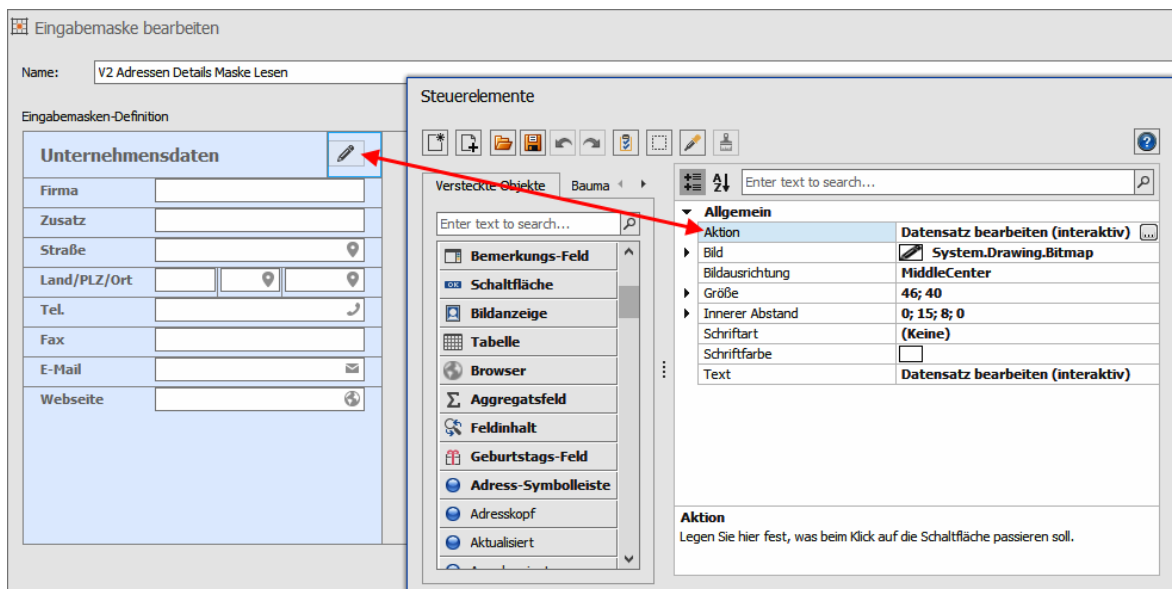 Eingabemaske bearbeiten
Name: V2 Adressen Details Maske Lesen
Eingabemasken-Definition
Unternehmensdaten
Firma
Zusatz
Straße
Land/PLZ/Ort
Tel.
Fax
E-Mail
Webseite
Steuerelemente
Versteckte Objekte Bauma
Enter text to search...
Bemerkungs-Feld
OK Schaltfläche
Bildanzeige
Tabelle
Browser
Aggregatsfeld
Feldinhalt
Geburtstags-Feld
Adress-Symbolleiste
Adresskopf
Aktualisiert
Enter text to search...
Allgemein
Aktion Datensatz bearbeiten (interaktiv) ...
Bild System.Drawing.Bitmap
Bildausrichtung MiddleCenter
Größe 46; 40
Innerer Abstand 0; 15; 8; 0
Schriftart (Keine)
Schriftfarbe
Text Datensatz bearbeiten (interaktiv)
Aktion
Legen Sie hier fest, was beim Klick auf die Schaltfläche passieren soll.